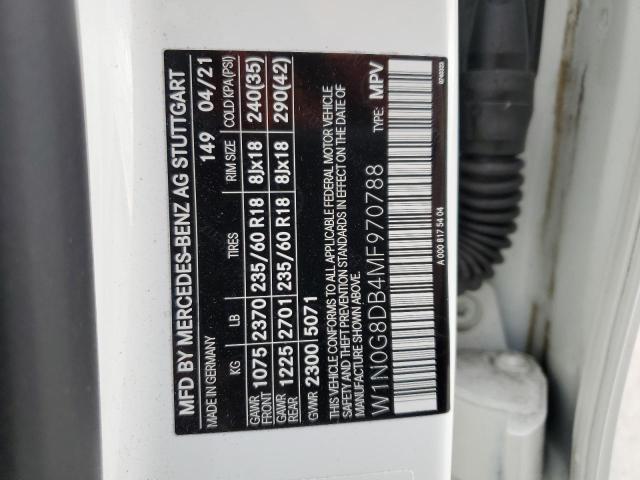 MFD BY MERCEDES-BENZ AG STUTTGART
MADE IN GERMANY 149 04/21
KG LB TIRES RIM SIZE COLD KPA(PSI)
GAWR FRONT 1075 2370 235/60 R18 8Jx18 240(35)
GAWR REAR 1225 2701 235/60 R18 8Jx18 290(42)
GVWR 2300 5071
THIS VEHICLE CONFORMS TO ALL APPLICABLE FEDERAL MOTOR VEHICLE
SAFETY AND THEFT PREVENTION STANDARDS IN EFFECT ON THE DATE OF
MANUFACTURE SHOWN ABOVE. TYPE: MPV
W1N0G8DB4MF970788
A 000 817 54 04